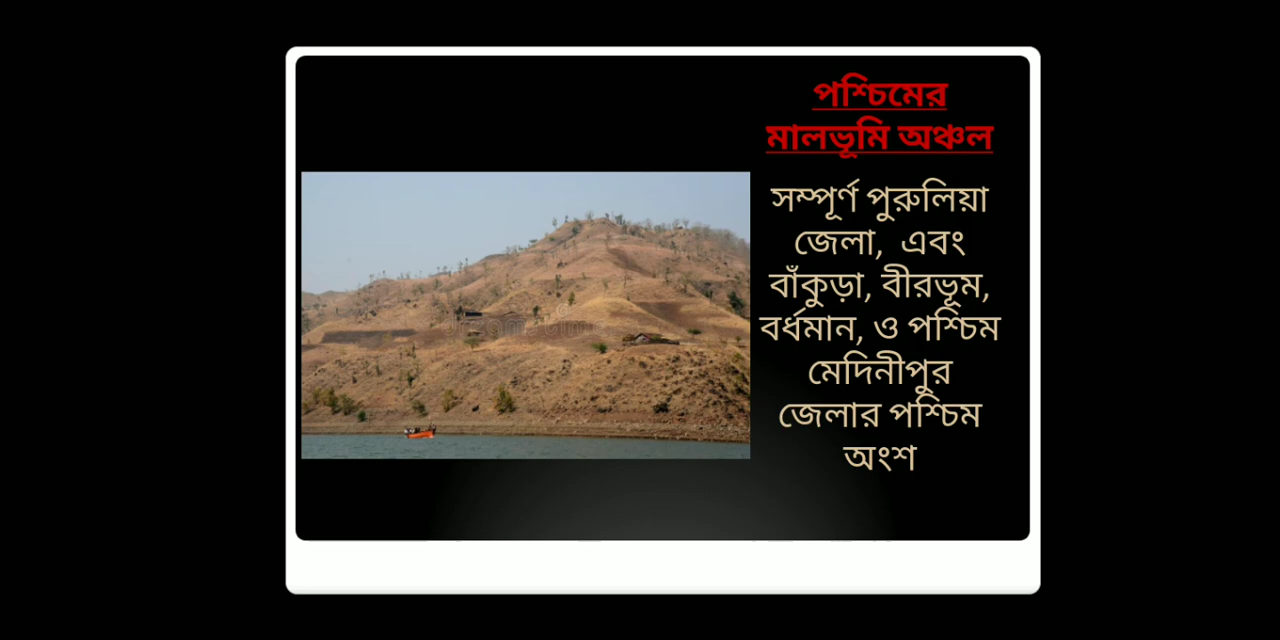 পশ্চিমের
মালভূমি অঞ্চল
সম্পূর্ণ পুরুলিয়া
জেলা, এবং
বাঁকুড়া, বীরভূম,
বর্ধমান, ও পশ্চিম
মেদিনীপুর
জেলার পশ্চিম
অংশ